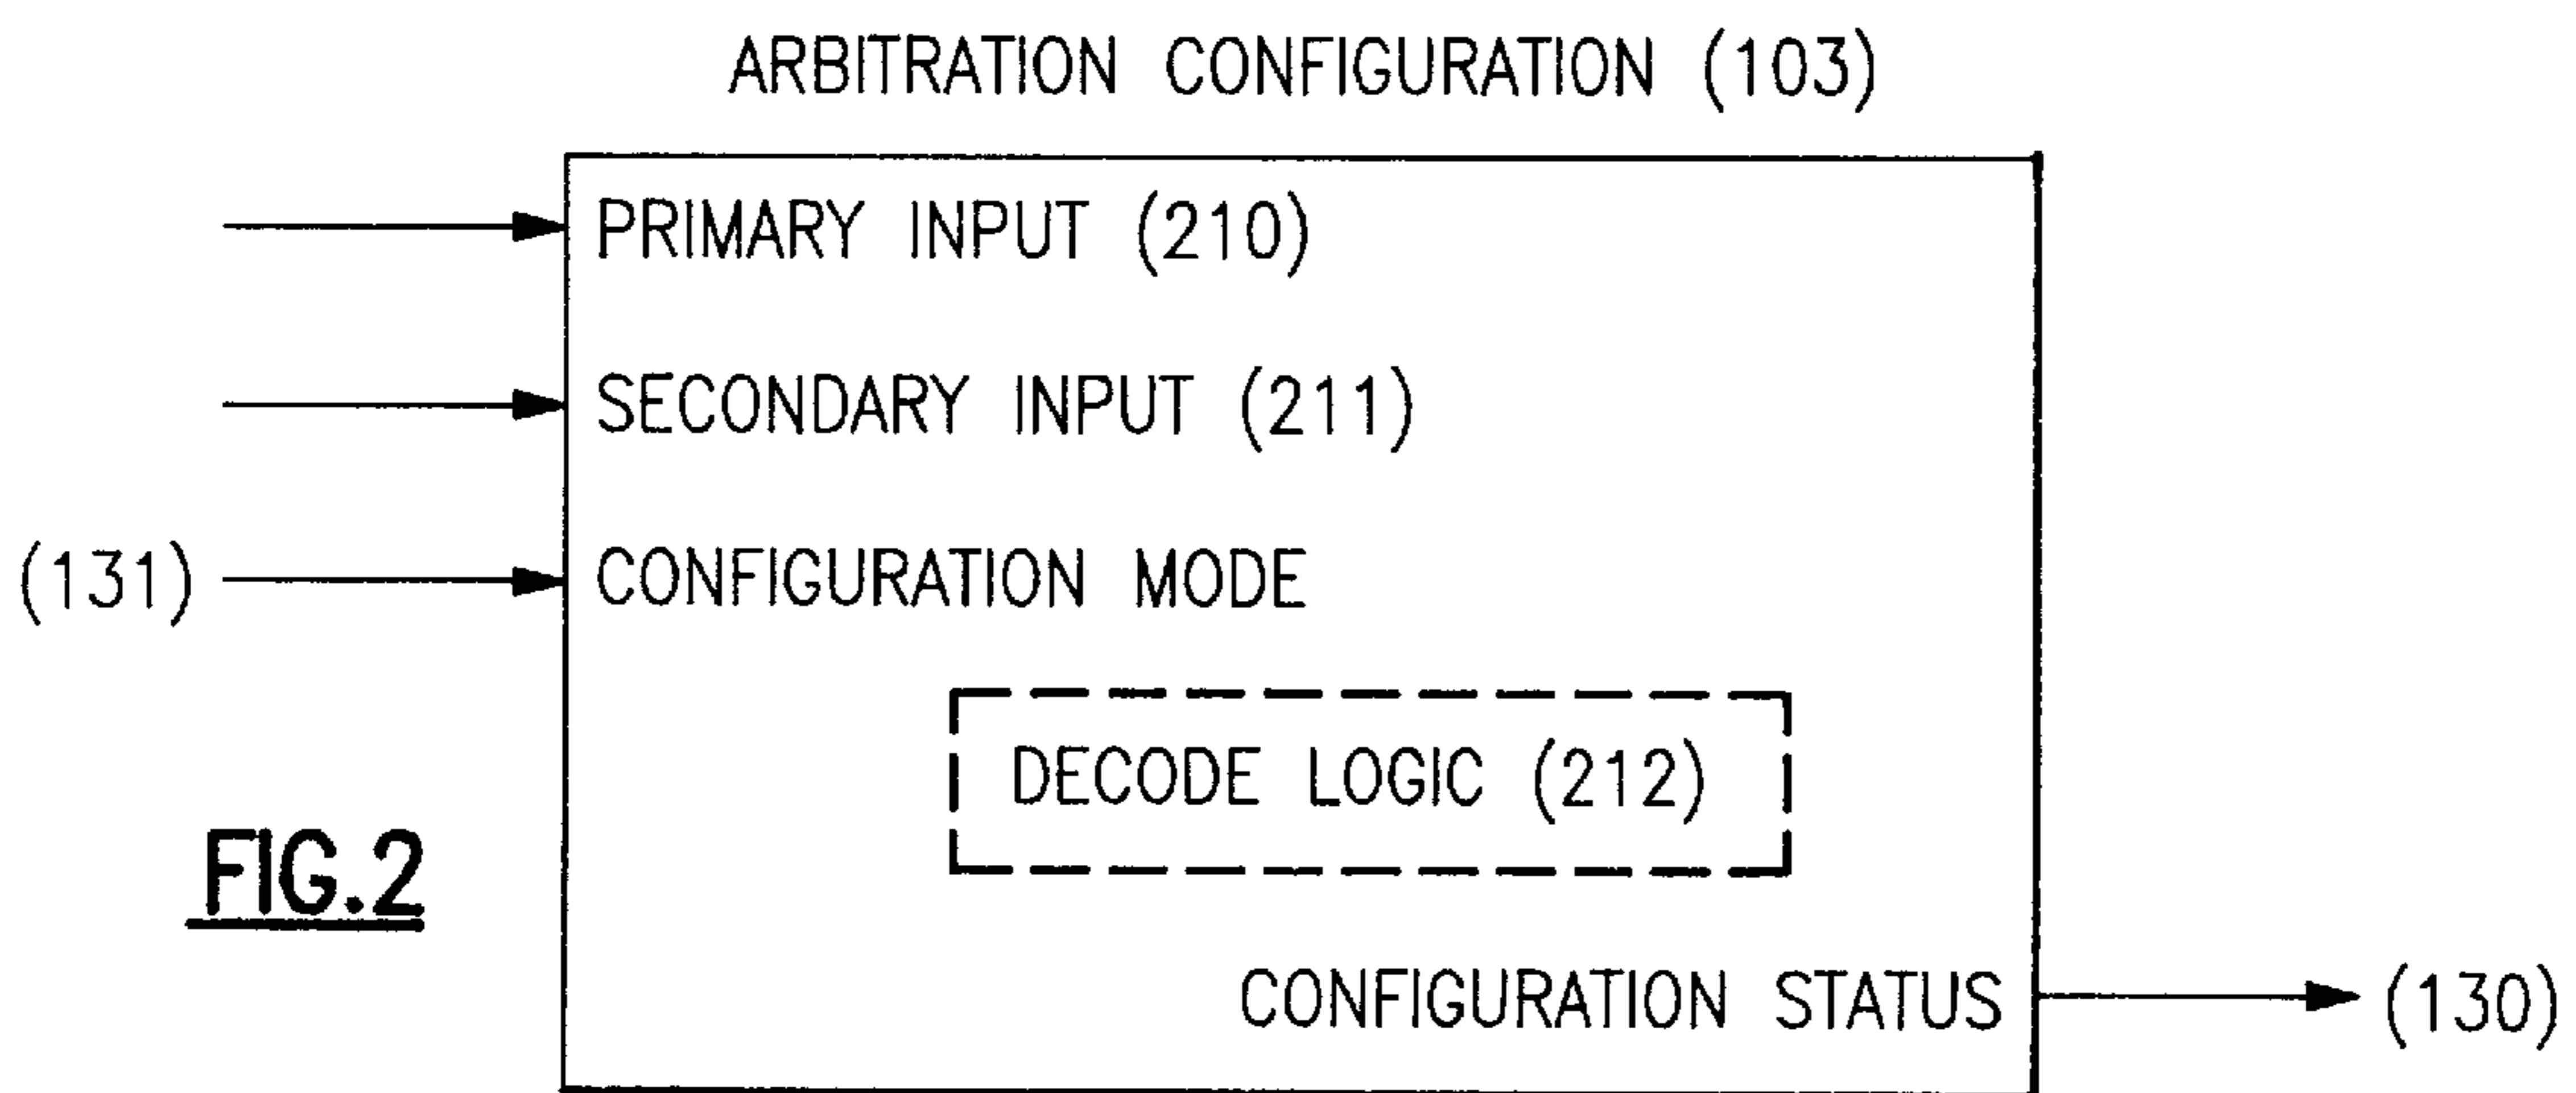 ARBITRATION CONFIGURATION (103)
PRIMARY INPUT (210)
SECONDARY INPUT (211)
(131) CONFIGURATION MODE
DECODE LOGIC (212)
FIG.2
CONFIGURATION STATUS (130)